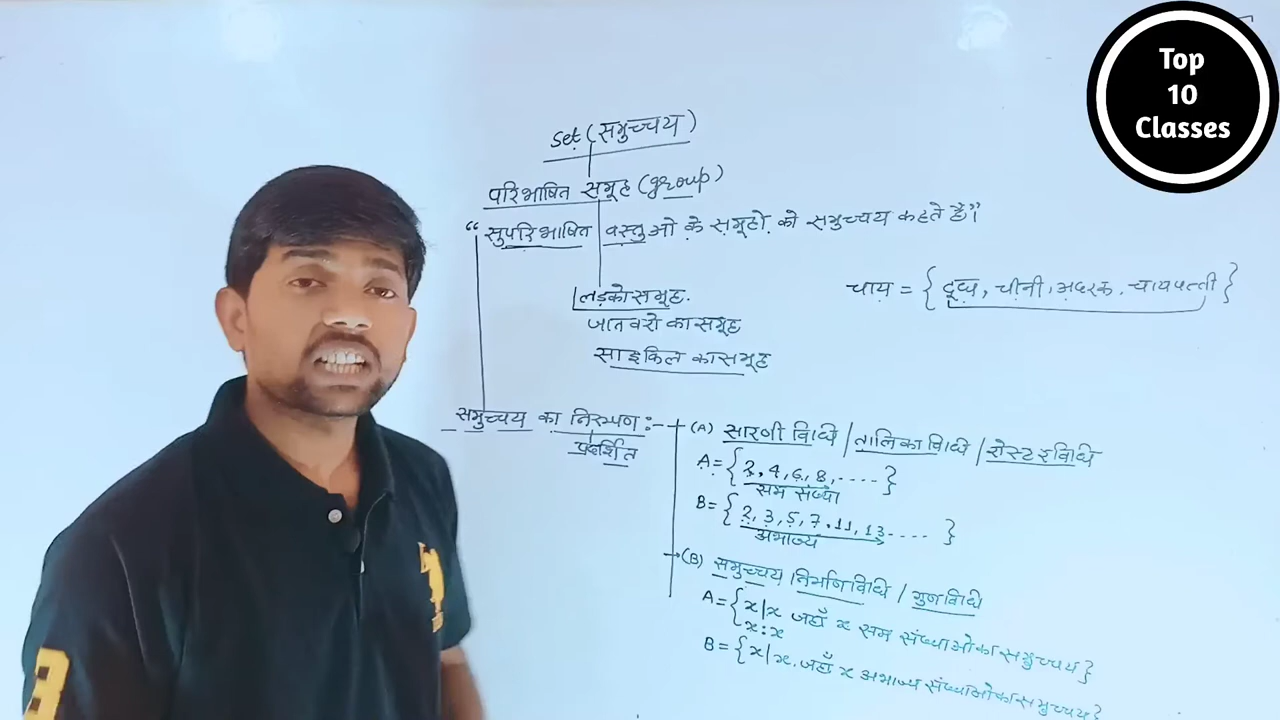 Top
10
Classes
Set (समुच्चय)
परिभाषित समूह (group)
“ सुपरिभाषित वस्तुओ के समूहो को समुच्चय कहते है”।
लड़को समूह.
जानवरो का समूह
साइकिल का समूह
चाय = { दूध, चीनी, अदरक, चायपत्ती }
समुच्चय का निरूपण :-
प्रदर्शित
(A) सारणी विधि / तालिका विधि / रोस्टर विधि
A = { 2, 4, 6, 8, ---- }
सम संख्या
B = { 2, 3, 5, 7, 11, 13 ---- }
अभाज्य
(B) समुच्चय निर्माण विधि / गुण विधि
A = { x | x जहाँ x सम संख्याओ का समुच्चय }
x : x
B = { x | x, जहाँ x अभाज्य संख्याओ का समुच्चय }